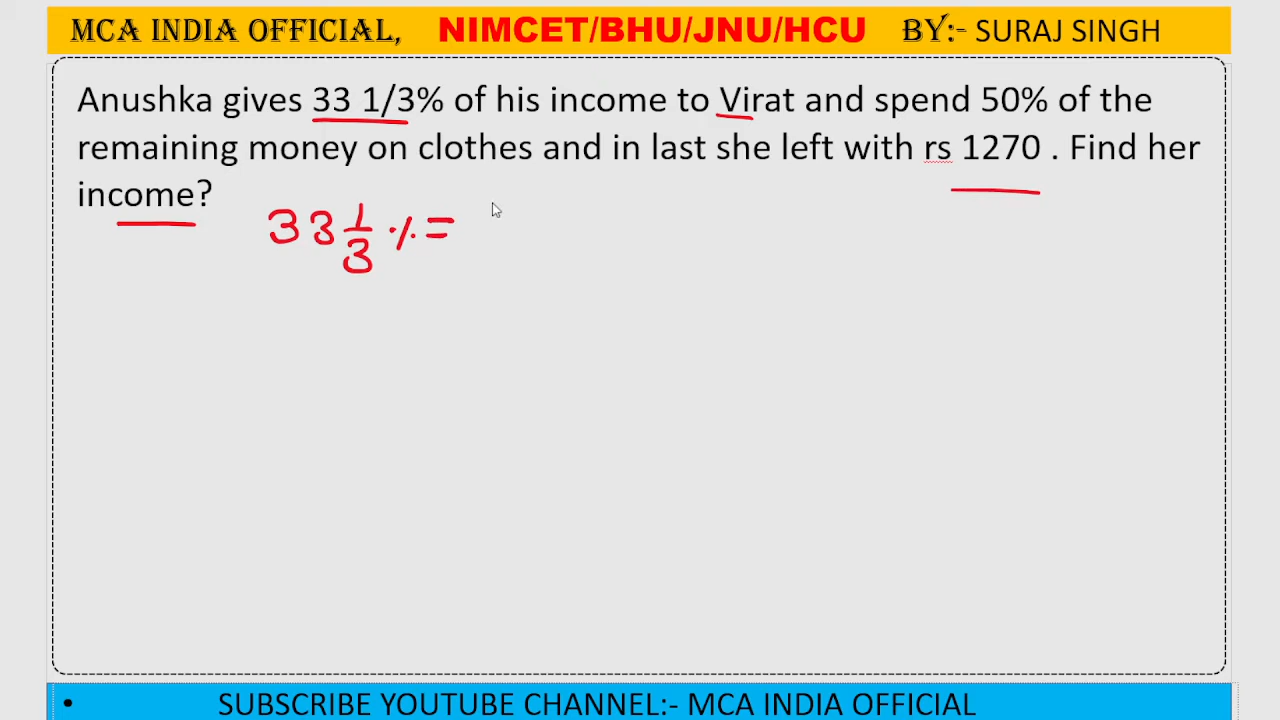 MCA INDIA OFFICIAL, NIMCET/BHU/JNU/HCU BY:- SURAJ SINGH
Anushka gives 33 1/3% of his income to Virat and spend 50% of the
remaining money on clothes and in last she left with rs 1270 . Find her
income?
33 1/3 % =
• SUBSCRIBE YOUTUBE CHANNEL:- MCA INDIA OFFICIAL